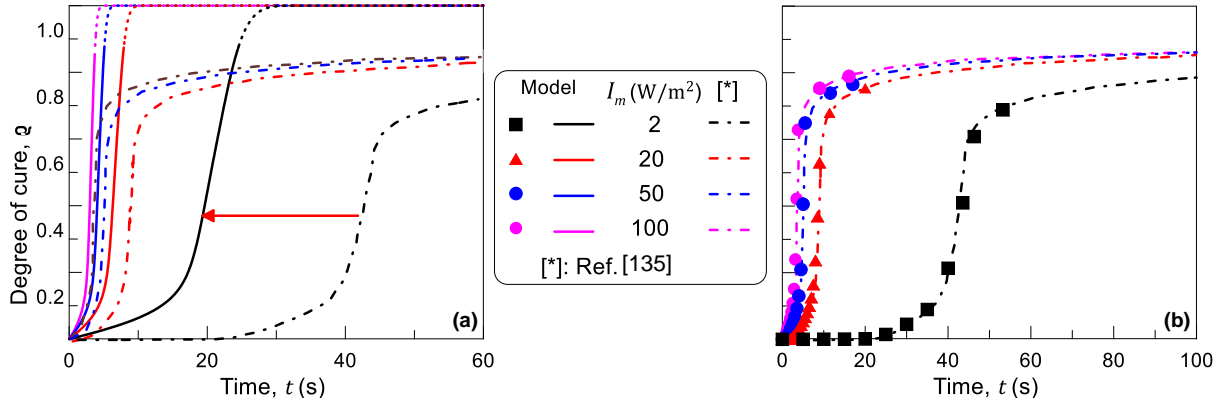 1.0
0.8
0.6
0.4
0.2
Degree of cure, ϱ
(a)
0 20 40 60
Time, t (s)
Model I_m (W/m²) [*]
2
20
50
100
[*]: Ref. [135]
(b)
0 20 40 60 80 100
Time, t (s)